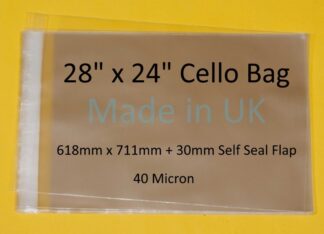 28" x 24" Cello Bag
Made in UK
618mm x 711mm + 30mm Self Seal Flap
40 Micron